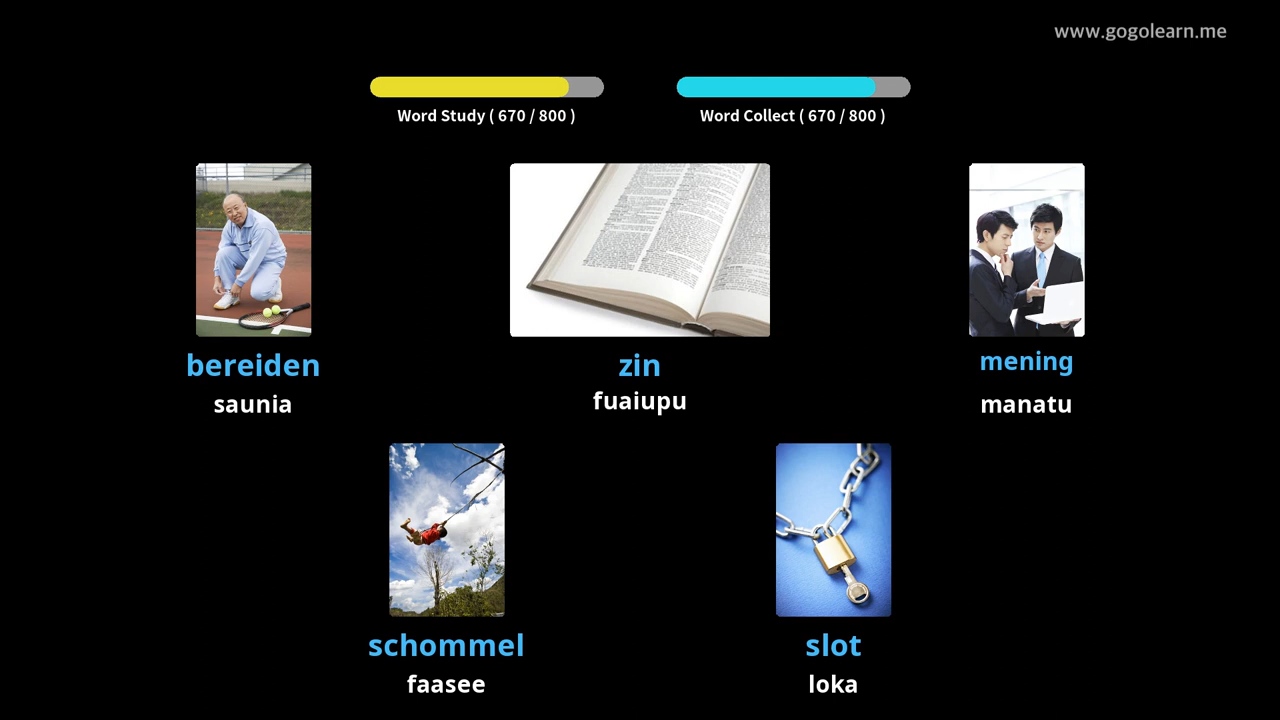 www.gogolearn.me
Word Study ( 670 / 800 )
Word Collect ( 670 / 800 )
bereiden
saunia
zin
fuaiupu
mening
manatu
schommel
faasee
slot
loka